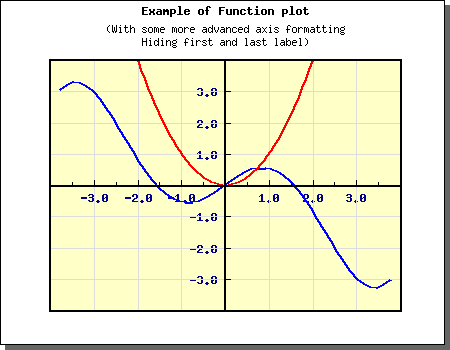 Example of Function plot
(With some more advanced axis formatting
Hiding first and last label)
3.0
2.0
1.0
-3.0 -2.0 -1.0 1.0 2.0 3.0
-1.0
-2.0
-3.0